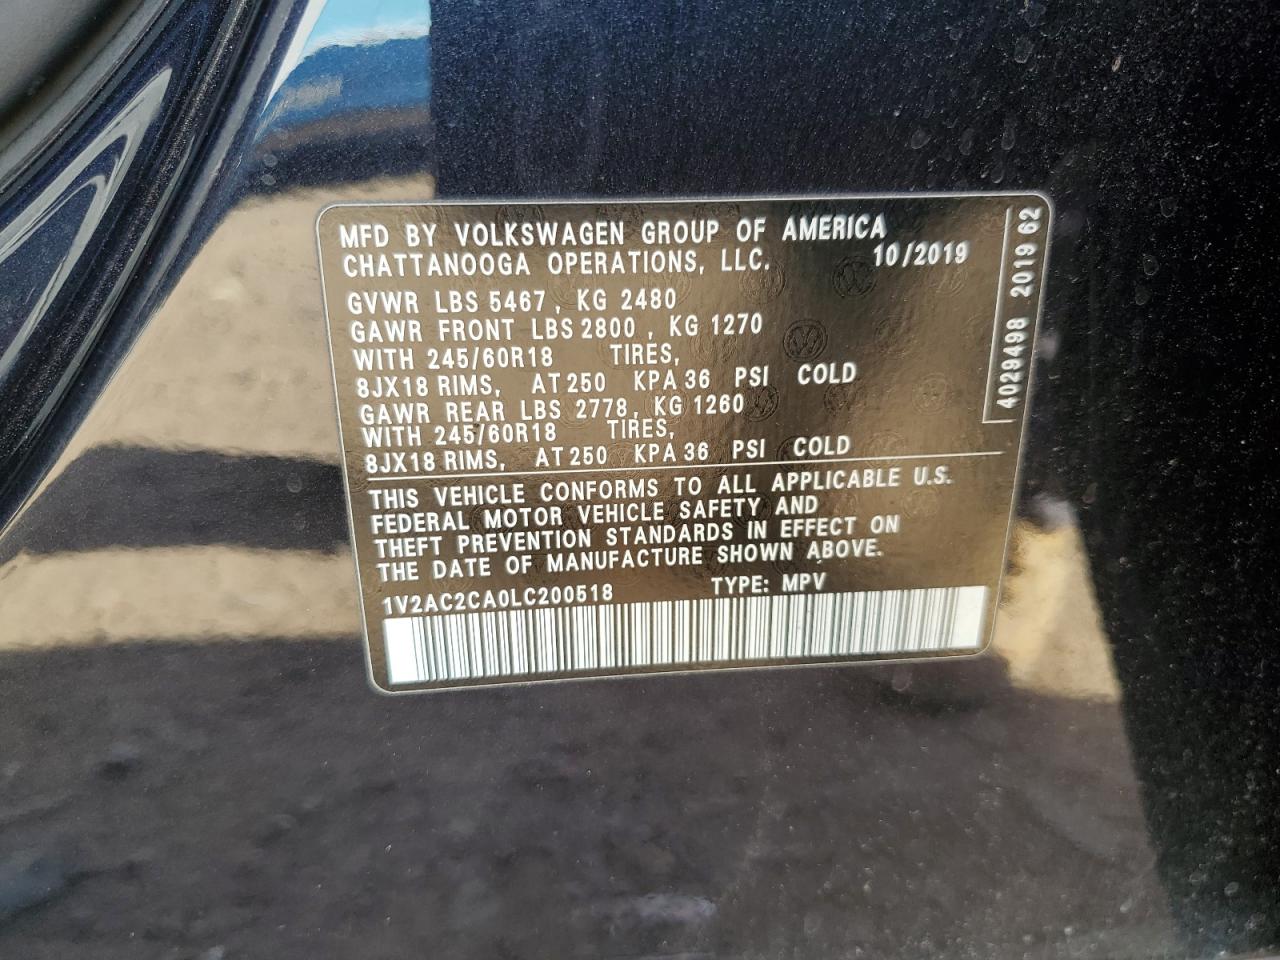 MFD BY VOLKSWAGEN GROUP OF AMERICA
CHATTANOOGA OPERATIONS, LLC. 10/2019
GVWR LBS 5467, KG 2480
GAWR FRONT LBS 2800 , KG 1270
WITH 245/60R18 TIRES,
8JX18 RIMS, AT 250 KPA 36 PSI COLD
GAWR REAR LBS 2778, KG 1260
WITH 245/60R18 TIRES,
8JX18 RIMS, AT 250 KPA 36 PSI COLD
THIS VEHICLE CONFORMS TO ALL APPLICABLE U.S.
FEDERAL MOTOR VEHICLE SAFETY AND
THEFT PREVENTION STANDARDS IN EFFECT ON
THE DATE OF MANUFACTURE SHOWN ABOVE.
1V2AC2CA0LC200518 TYPE: MPV
4029498 2019 62